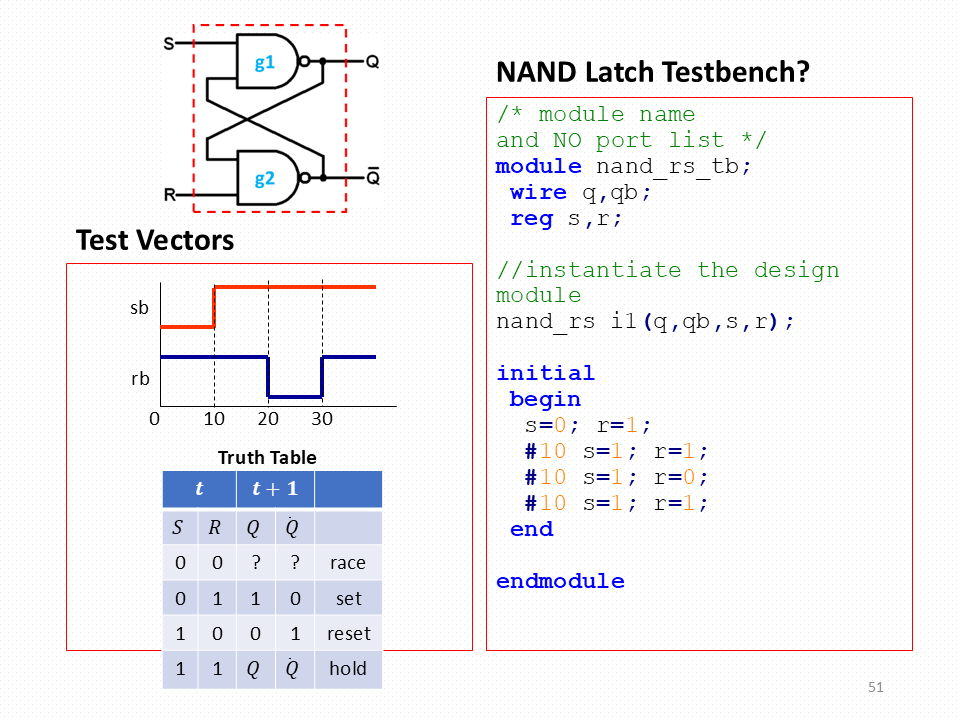 S
g1
Q
g2
R
Q̅
Test Vectors
sb
rb
0 10 20 30
Truth Table
t t + 1
S R Q Q̇
0 0 ? ? race
0 1 1 0 set
1 0 0 1 reset
1 1 Q Q̇ hold
NAND Latch Testbench?
/* module name
and NO port list */
module nand_rs_tb;
wire q,qb;
reg s,r;
//instantiate the design
module
nand_rs i1(q,qb,s,r);
initial
begin
s=0; r=1;
#10 s=1; r=1;
#10 s=1; r=0;
#10 s=1; r=1;
end
endmodule
51